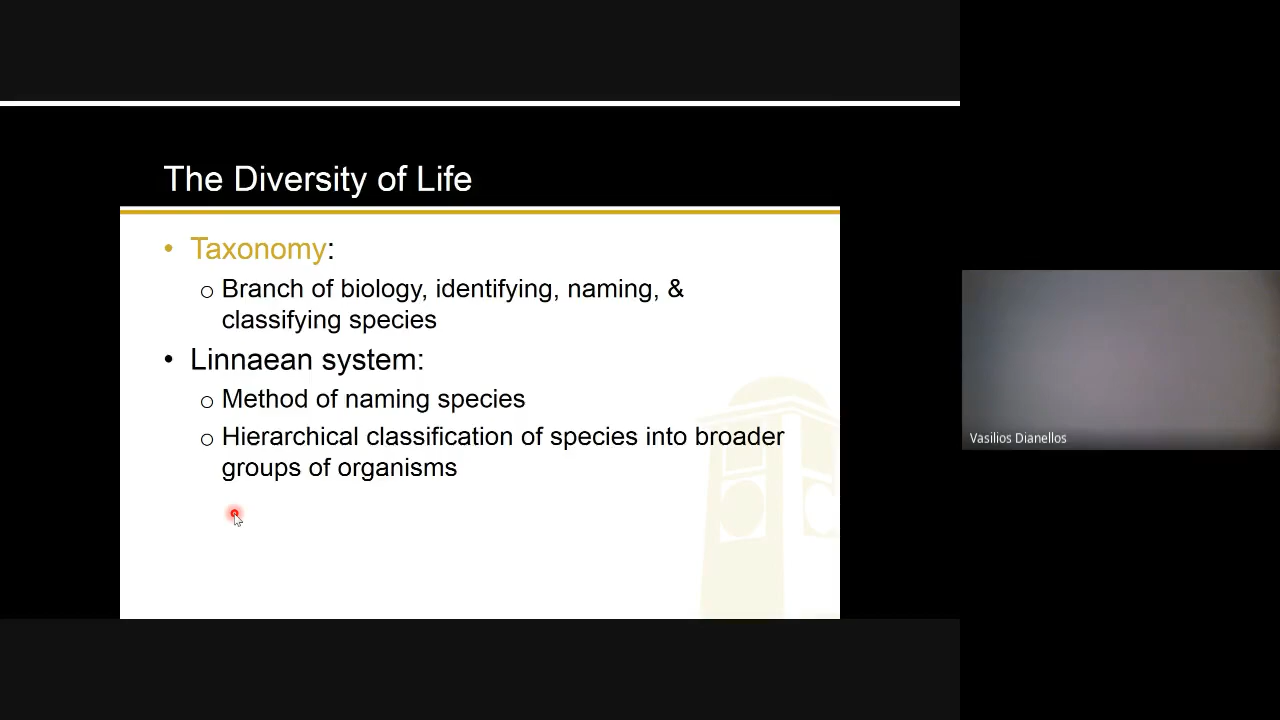 The Diversity of Life
• Taxonomy:
o Branch of biology, identifying, naming, &
classifying species
• Linnaean system:
o Method of naming species
o Hierarchical classification of species into broader
groups of organisms
Vasilios Dianellos